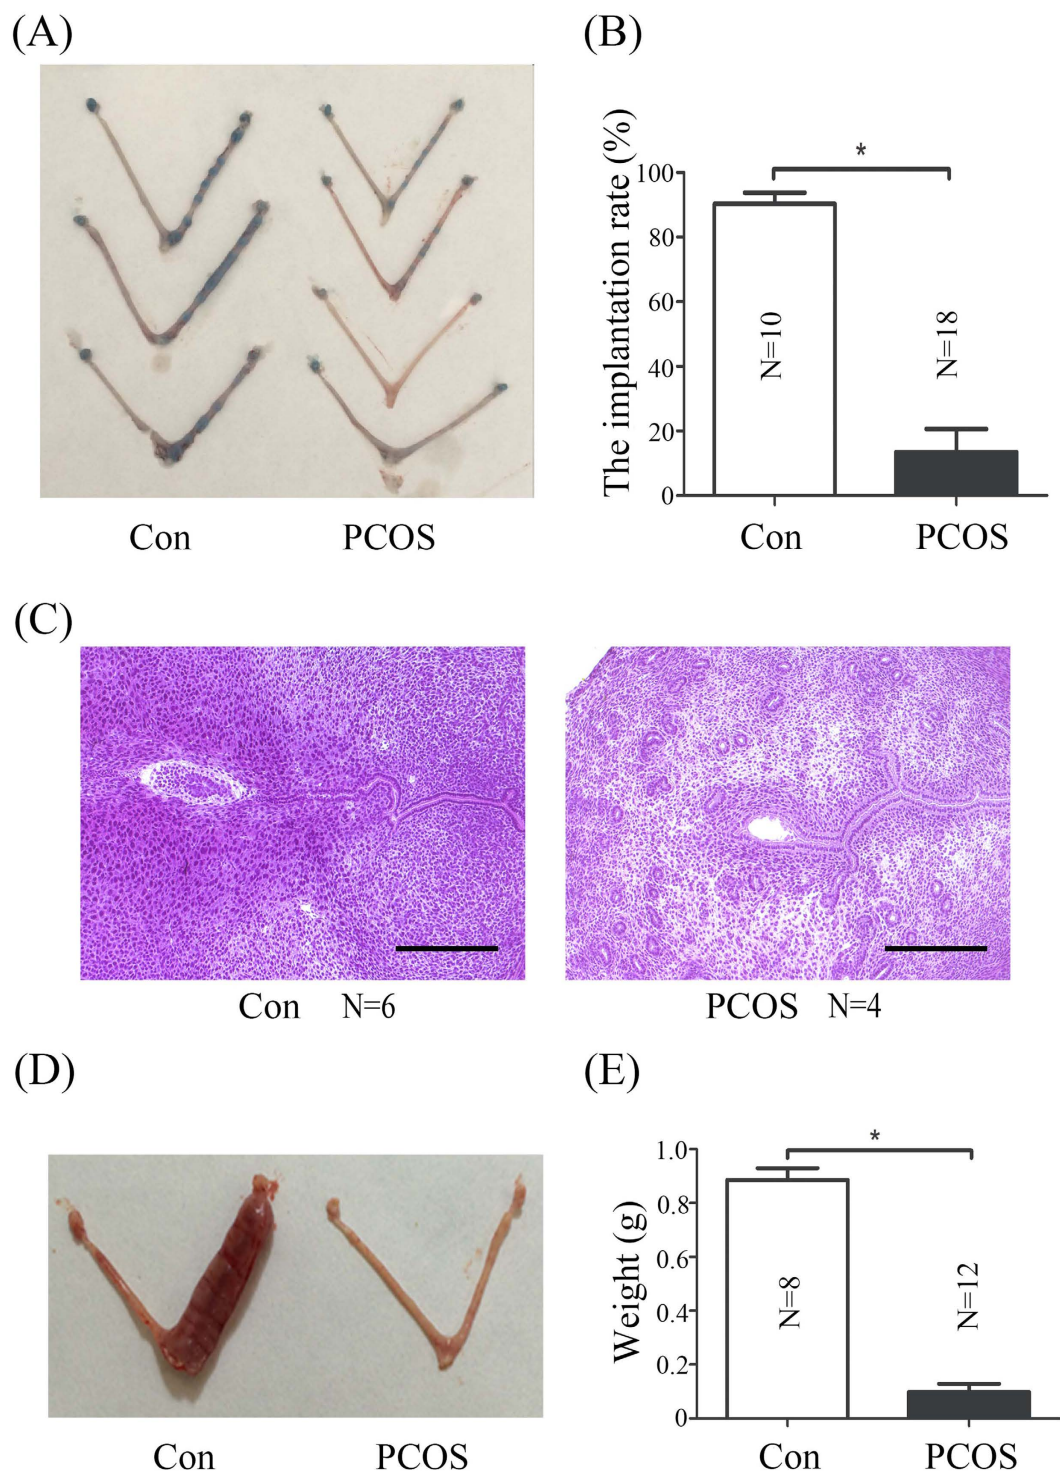 (A)
Con PCOS
(B)
The implantation rate (%)
100
80
60
40
20
0
*
N=10
N=18
Con PCOS
(C)
Con N=6
PCOS N=4
(D)
Con PCOS
(E)
Weight (g)
1.0
0.8
0.6
0.4
0.2
0
*
N=8
N=12
Con PCOS